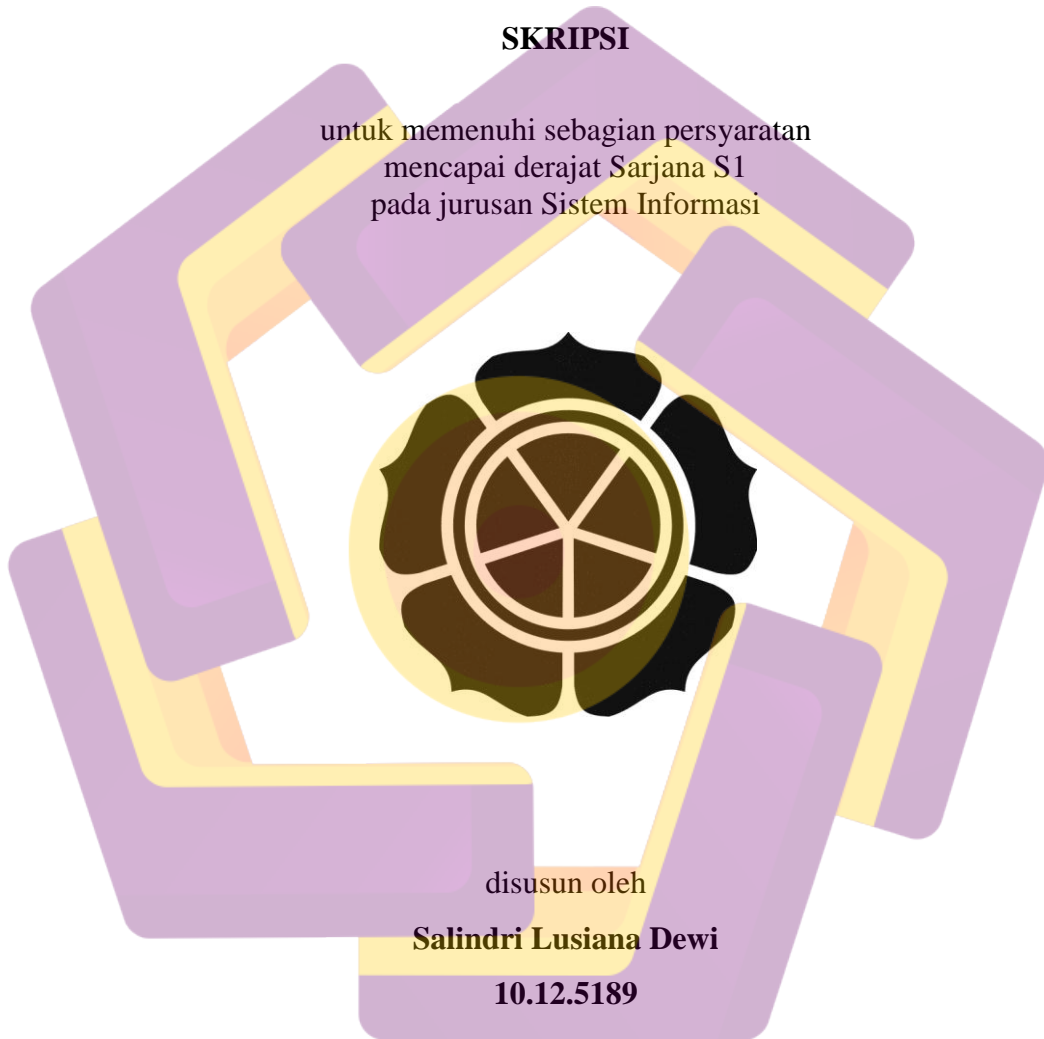 SKRIPSI
untuk memenuhi sebagian persyaratan
mencapai derajat Sarjana S1
pada jurusan Sistem Informasi
disusun oleh
Salindri Lusiana Dewi
10.12.5189